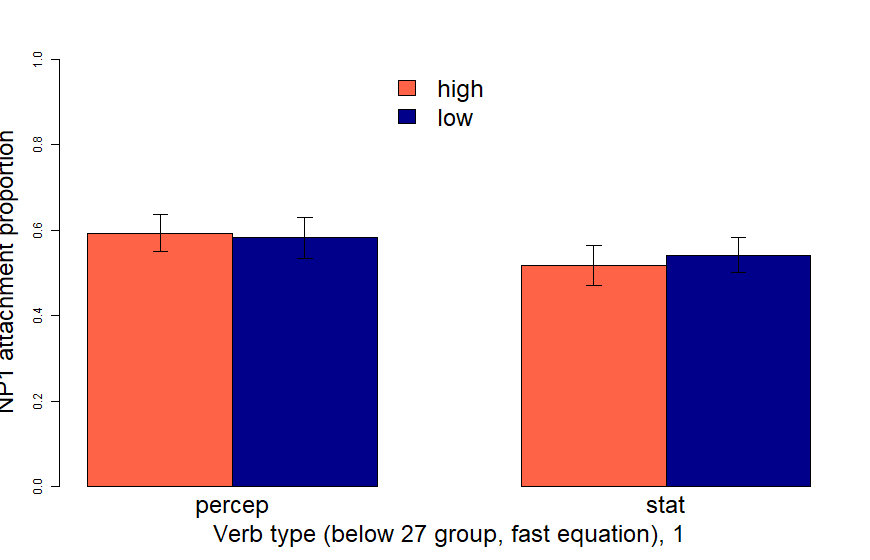 high
low
NP1 attachment proportion
1.0
0.8
0.6
0.4
0.2
0.0
percep
stat
Verb type (below 27 group, fast equation), 1